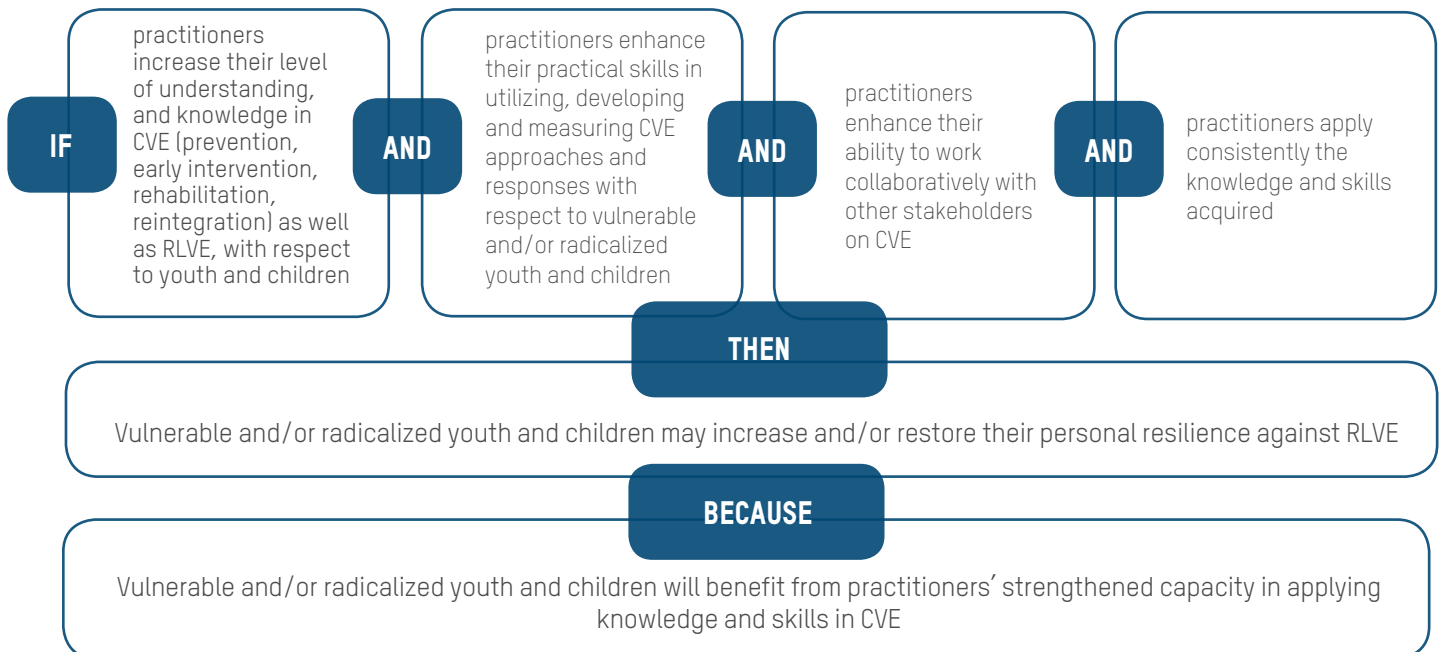 IF
practitioners
increase their level
of understanding,
and knowledge in
CVE (prevention,
early intervention,
rehabilitation,
reintegration) as well
as RLVE, with respect
to youth and children
AND
practitioners enhance
their practical skills in
utilizing, developing
and measuring CVE
approaches and
responses with
respect to vulnerable
and/or radicalized
youth and children
AND
practitioners
enhance their
ability to work
collaboratively with
other stakeholders
on CVE
AND
practitioners apply
consistently the
knowledge and skills
acquired
THEN
Vulnerable and/or radicalized youth and children may increase and/or restore their personal resilience against RLVE
BECAUSE
Vulnerable and/or radicalized youth and children will benefit from practitioners’ strengthened capacity in applying
knowledge and skills in CVE